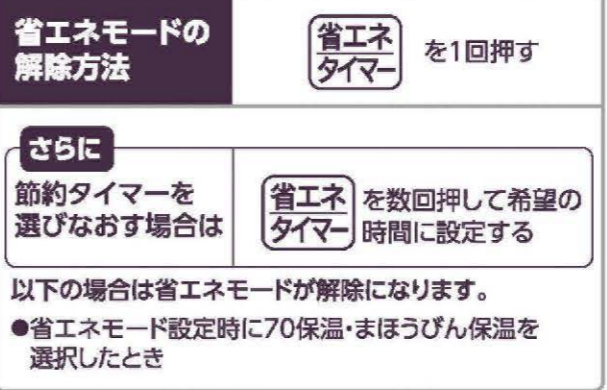 省エネモードの
解除方法
省エネ
タイマー
を1回押す
さらに
節約タイマーを
選びなおす場合は
省エネ
タイマー
を数回押して希望の
時間に設定する
以下の場合は省エネモードが解除になります。
●省エネモード設定時に70保温・まほうびん保温を
選択したとき